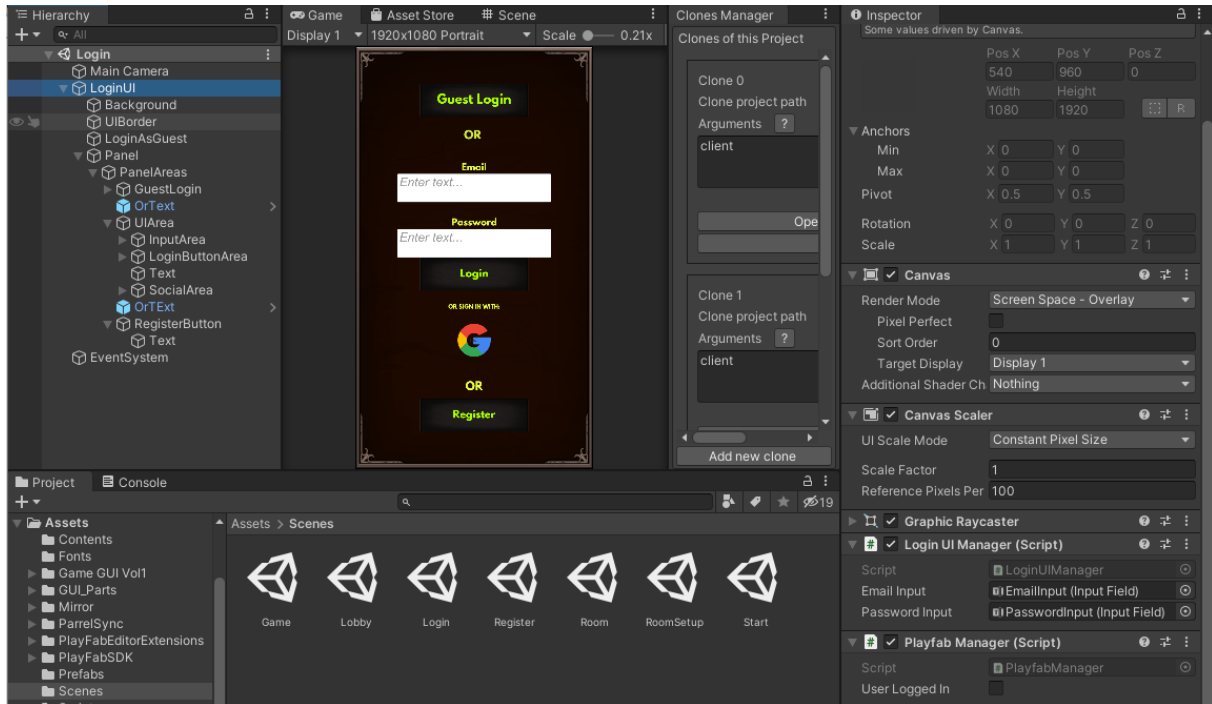 Hierarchy
All
Login
Main Camera
LoginUI
Background
UIBorder
LoginAsGuest
Panel
PanelAreas
GuestLogin
OrText
UIArea
InputArea
LoginButtonArea
Text
SocialArea
OrTExt
RegisterButton
Text
EventSystem
Game Asset Store Scene
Display 1 1920x1080 Portrait Scale 0.21x
Guest Login
OR
Email
Enter text...
Password
Enter text...
Login
OR SIGN IN WITH:
OR
Register
Clones Manager
Clones of this Project
Clone 0
Clone project path
Arguments ?
client
Ope
Clone 1
Clone project path
Arguments ?
client
Add new clone
Inspector
Some values driven by Canvas.
Pos X Pos Y Pos Z
540 960 0
Width Height
1080 1920 R
Anchors
Min X 0 Y 0
Max X 0 Y 0
Pivot X 0.5 Y 0.5
Rotation X 0 Y 0 Z 0
Scale X 1 Y 1 Z 1
Canvas
Render Mode Screen Space - Overlay
Pixel Perfect
Sort Order 0
Target Display Display 1
Additional Shader Ch Nothing
Canvas Scaler
UI Scale Mode Constant Pixel Size
Scale Factor 1
Reference Pixels Per 100
Graphic Raycaster
# Login UI Manager (Script)
Script LoginUIManager
Email Input EmailInput (Input Field)
Password Input PasswordInput (Input Field)
# Playfab Manager (Script)
Script PlayfabManager
User Logged In
Project Console
19
Assets
Contents
Fonts
Game GUI Vol1
GUI_Parts
Mirror
ParrelSync
PlayFabEditorExtensions
PlayFabSDK
Prefabs
Scenes
Assets > Scenes
Game Lobby Login Register Room RoomSetup Start